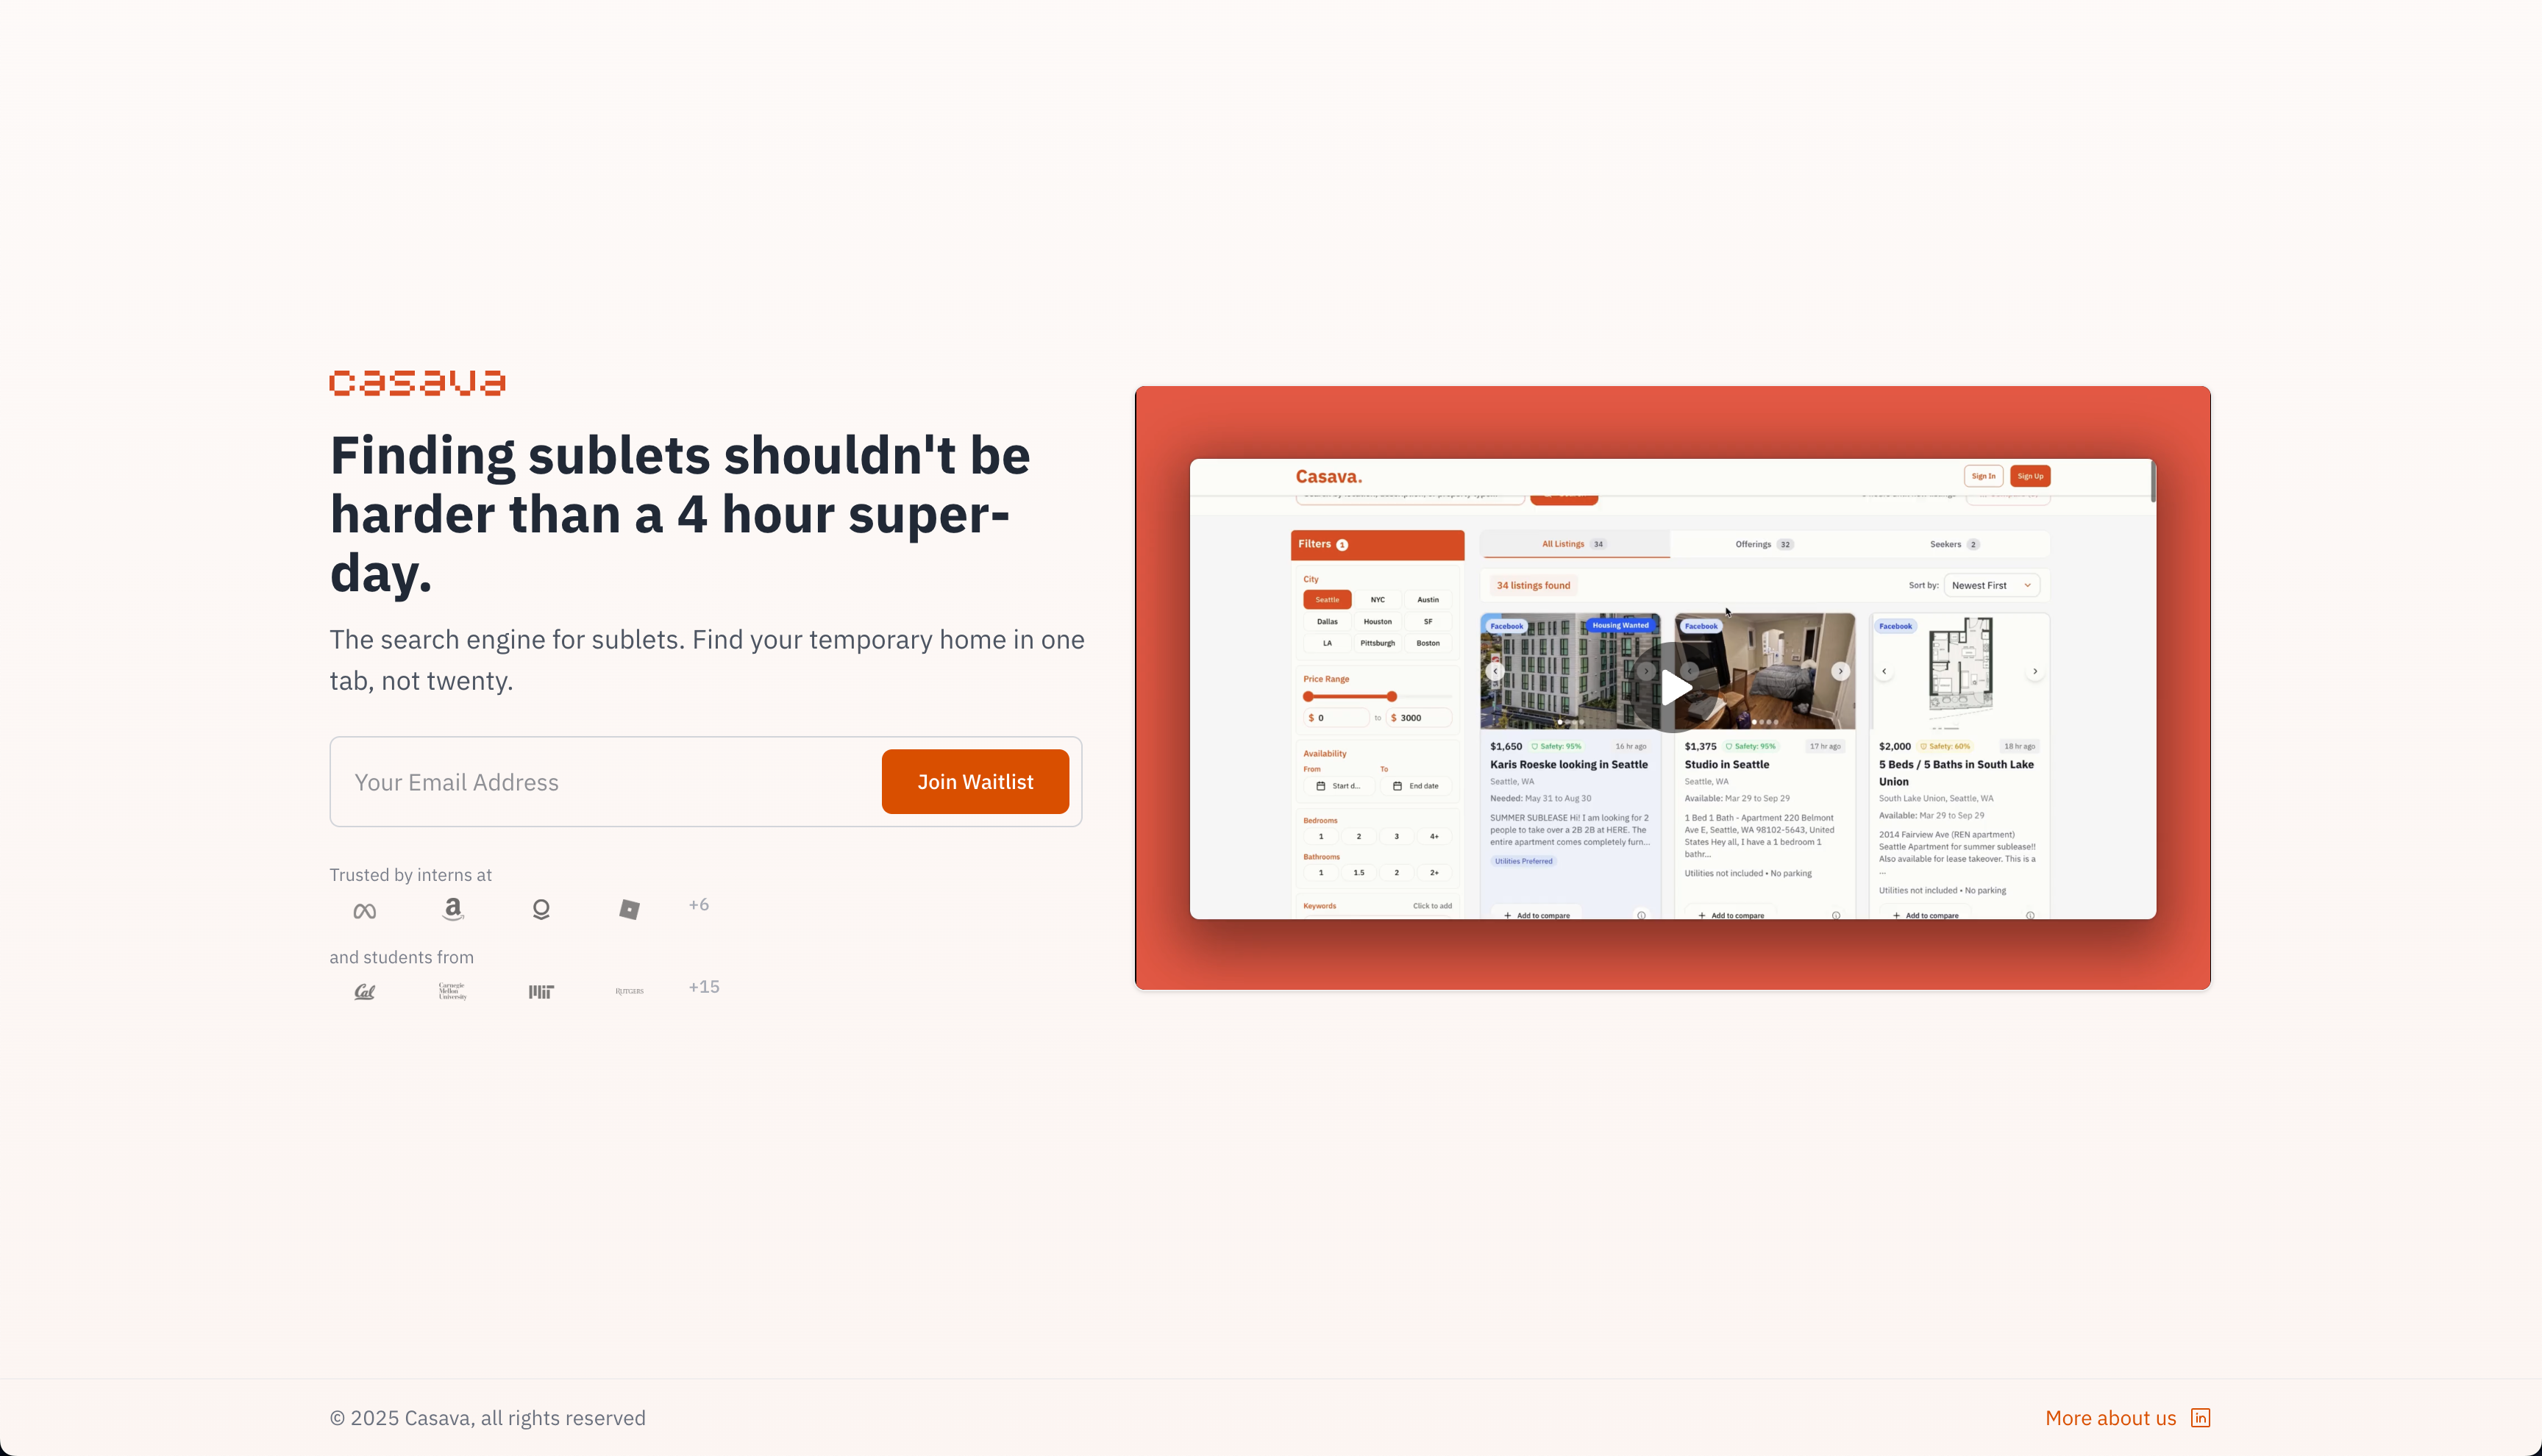 casava
Finding sublets shouldn't be
harder than a 4 hour super-
day.
The search engine for sublets. Find your temporary home in one
tab, not twenty.
Your Email Address
Join Waitlist
Trusted by interns at
+6
and students from
Cal
Carnegie
Mellon
University
MIT
RUTGERS
+15
Casava.
Sign In
Sign Up
Filters 1
City
Seattle NYC Austin
Dallas Houston SF
LA Pittsburgh Boston
Price Range
$ 0 to $ 3000
Availability
From To
Start d... End date
Bedrooms
1 2 3 4+
Bathrooms
1 1.5 2 2+
Keywords Click to add
All Listings 34 Offerings 32 Seekers 2
34 listings found
Sort by: Newest First
Facebook Housing Wanted
$1,650 Safety: 95% 16 hr ago
Karis Roeske looking in Seattle
Seattle, WA
Needed: May 31 to Aug 30
SUMMER SUBLEASE Hi! I am looking for 2
people to take over a 2B 2B at HERE. The
entire apartment comes completely furn...
Utilities Preferred
+ Add to compare
Facebook
$1,375 Safety: 95% 17 hr ago
Studio in Seattle
Seattle, WA
Available: Mar 29 to Sep 29
1 Bed 1 Bath - Apartment 220 Belmont
Ave E, Seattle, WA 98102-5643, United
States Hey all, I have a 1 bedroom 1
bathr...
Utilities not included • No parking
+ Add to compare
Facebook
$2,000 Safety: 60% 18 hr ago
5 Beds / 5 Baths in South Lake
Union
South Lake Union, Seattle, WA
Available: Mar 29 to Sep 29
2014 Fairview Ave (REN apartment)
Seattle Apartment for summer sublease!!
Also available for lease takeover. This is a
...
Utilities not included • No parking
+ Add to compare
© 2025 Casava, all rights reserved
More about us in